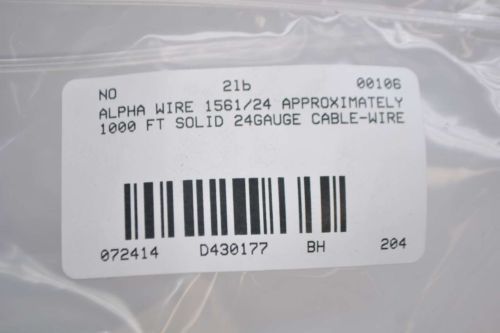 NO 2lb 00106
ALPHA WIRE 1561/24 APPROXIMATELY
1000 FT SOLID 24GAUGE CABLE-WIRE
072414 D430177 BH 204